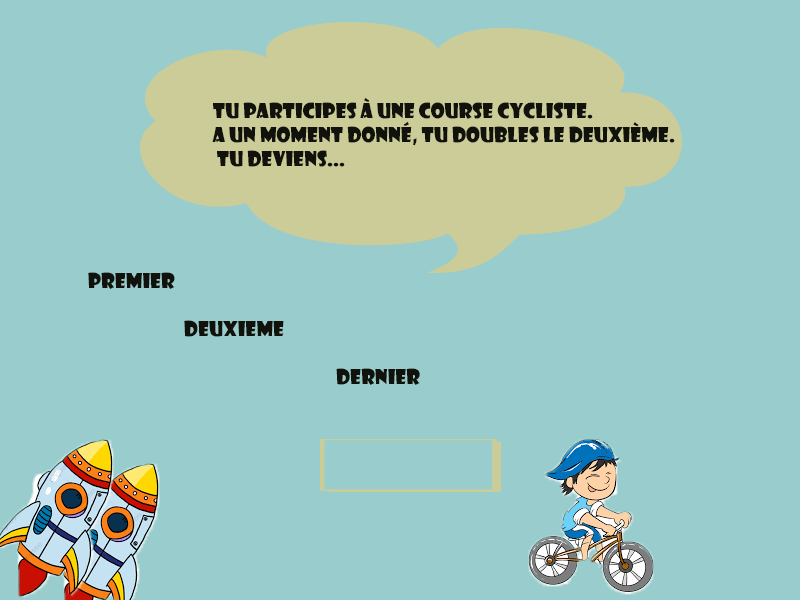 TU PARTICIPES À UNE COURSE CYCLISTE.
A UN MOMENT DONNÉ, TU DOUBLES LE DEUXIÈME.
TU DEVIENS...
PREMIER
DEUXIEME
DERNIER